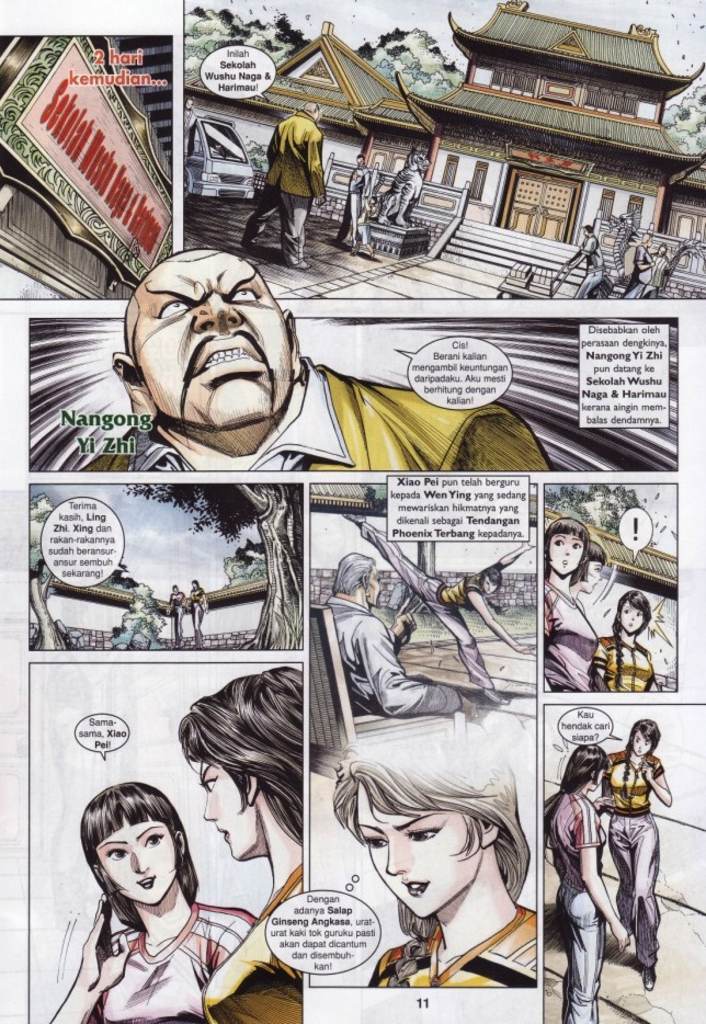 2 hari
kemudian...
Sekolah Wushu Naga & Harimau
Inilah
Sekolah
Wushu Naga &
Harimau!
Cis!
Berani kalian
mengambil keuntungan
daripadaku. Aku mesti
berhitung dengan
kalian!
Disebabkan oleh
perasaan dengkinya,
Nangong Yi Zhi
pun datang ke
Sekolah Wushu
Naga & Harimau
kerana aingin mem-
balas dendamnya.
Nangong
Yi Zhi
Terima
kasih, Ling
Zhi. Xing dan
rakan-rakannya
sudah beransur-
ansur sembuh
sekarang!
Xiao Pei pun telah berguru
kepada Wen Ying yang sedang
mewariskan hikmatnya yang
dikenali sebagai Tendangan
Phoenix Terbang kepadanya.
!
Sama-
sama, Xiao
Pei!
Dengan
adanya Salap
Ginseng Angkasa, urat-
urat kaki tok guruku pasti
akan dapat dicantum
dan disembuh-
kan!
Kau
hendak cari
siapa?
11